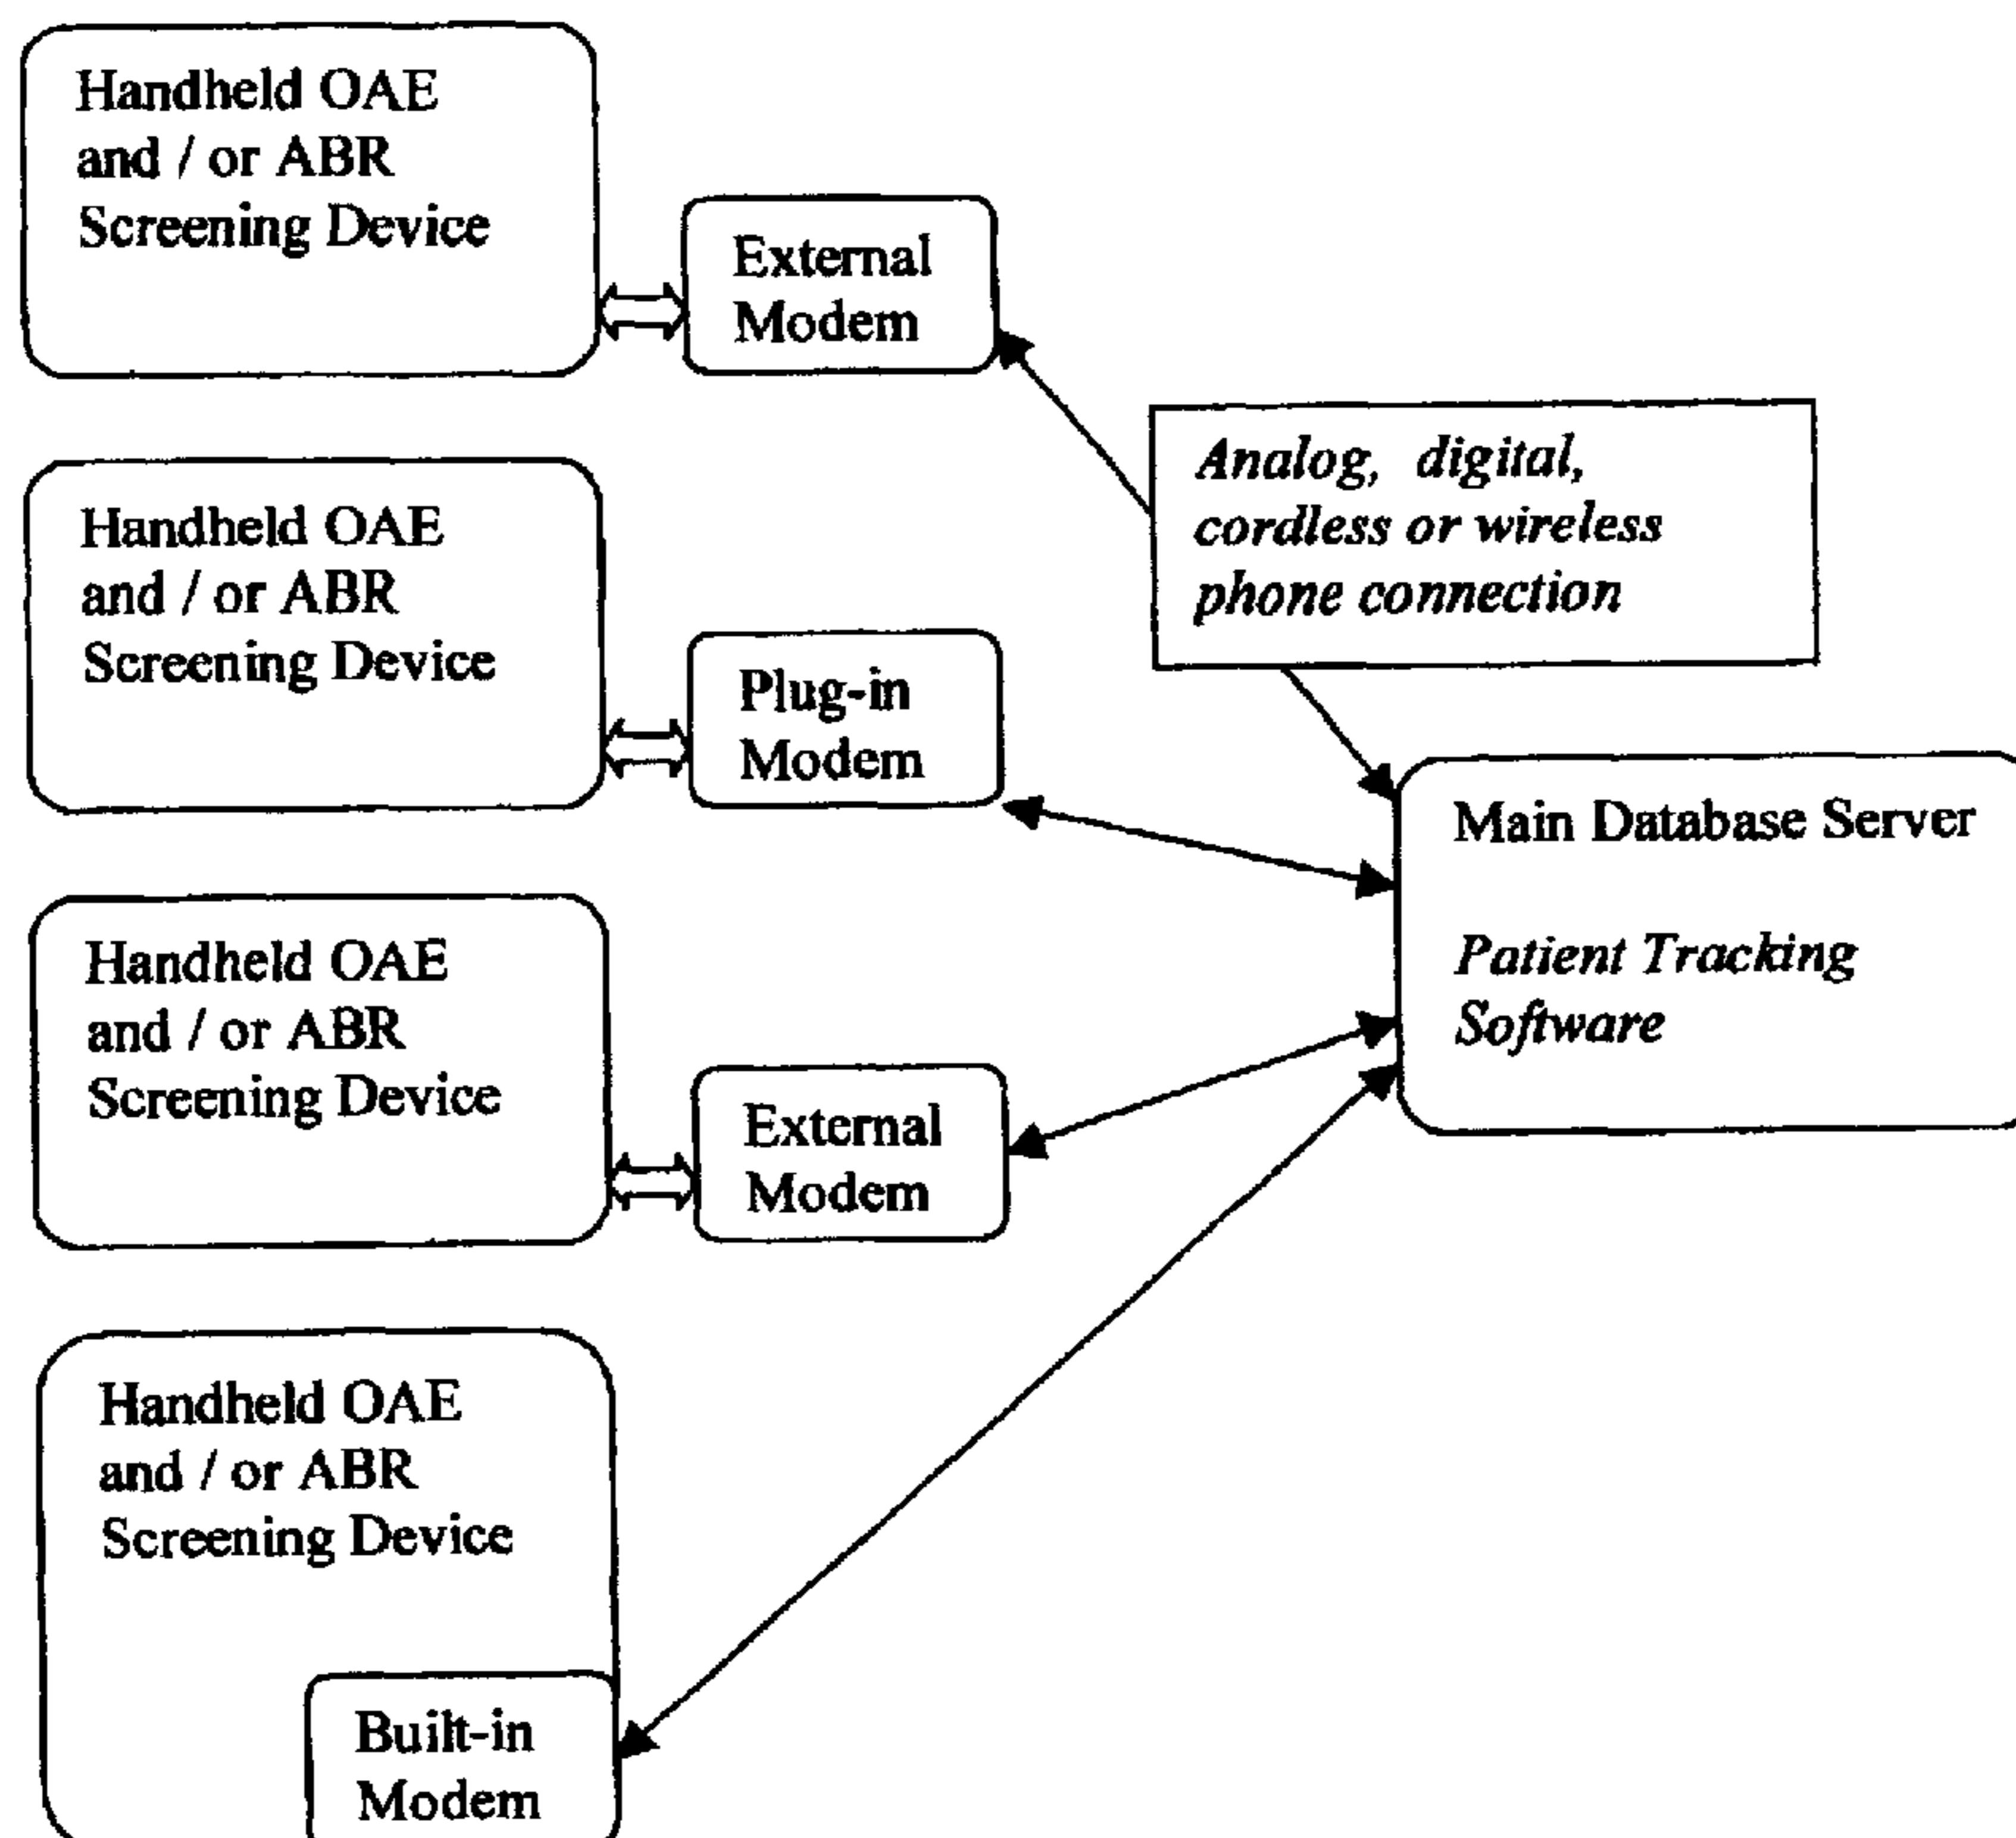 Handheld OAE
and / or ABR
Screening Device
External
Modem
Analog, digital,
cordless or wireless
phone connection
Handheld OAE
and / or ABR
Screening Device
Plug-in
Modem
Main Database Server
Patient Tracking
Software
Handheld OAE
and / or ABR
Screening Device
External
Modem
Handheld OAE
and / or ABR
Screening Device
Built-in
Modem